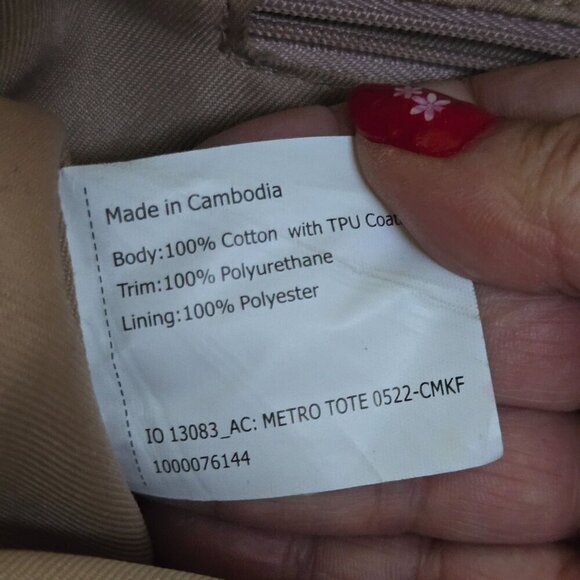 Made in Cambodia
Body:100% Cotton with TPU
Trim:100% Polyurethane
Lining:100% Polyester
IO 13083_AC: METRO TOTE 0522-CMKF
1000076144